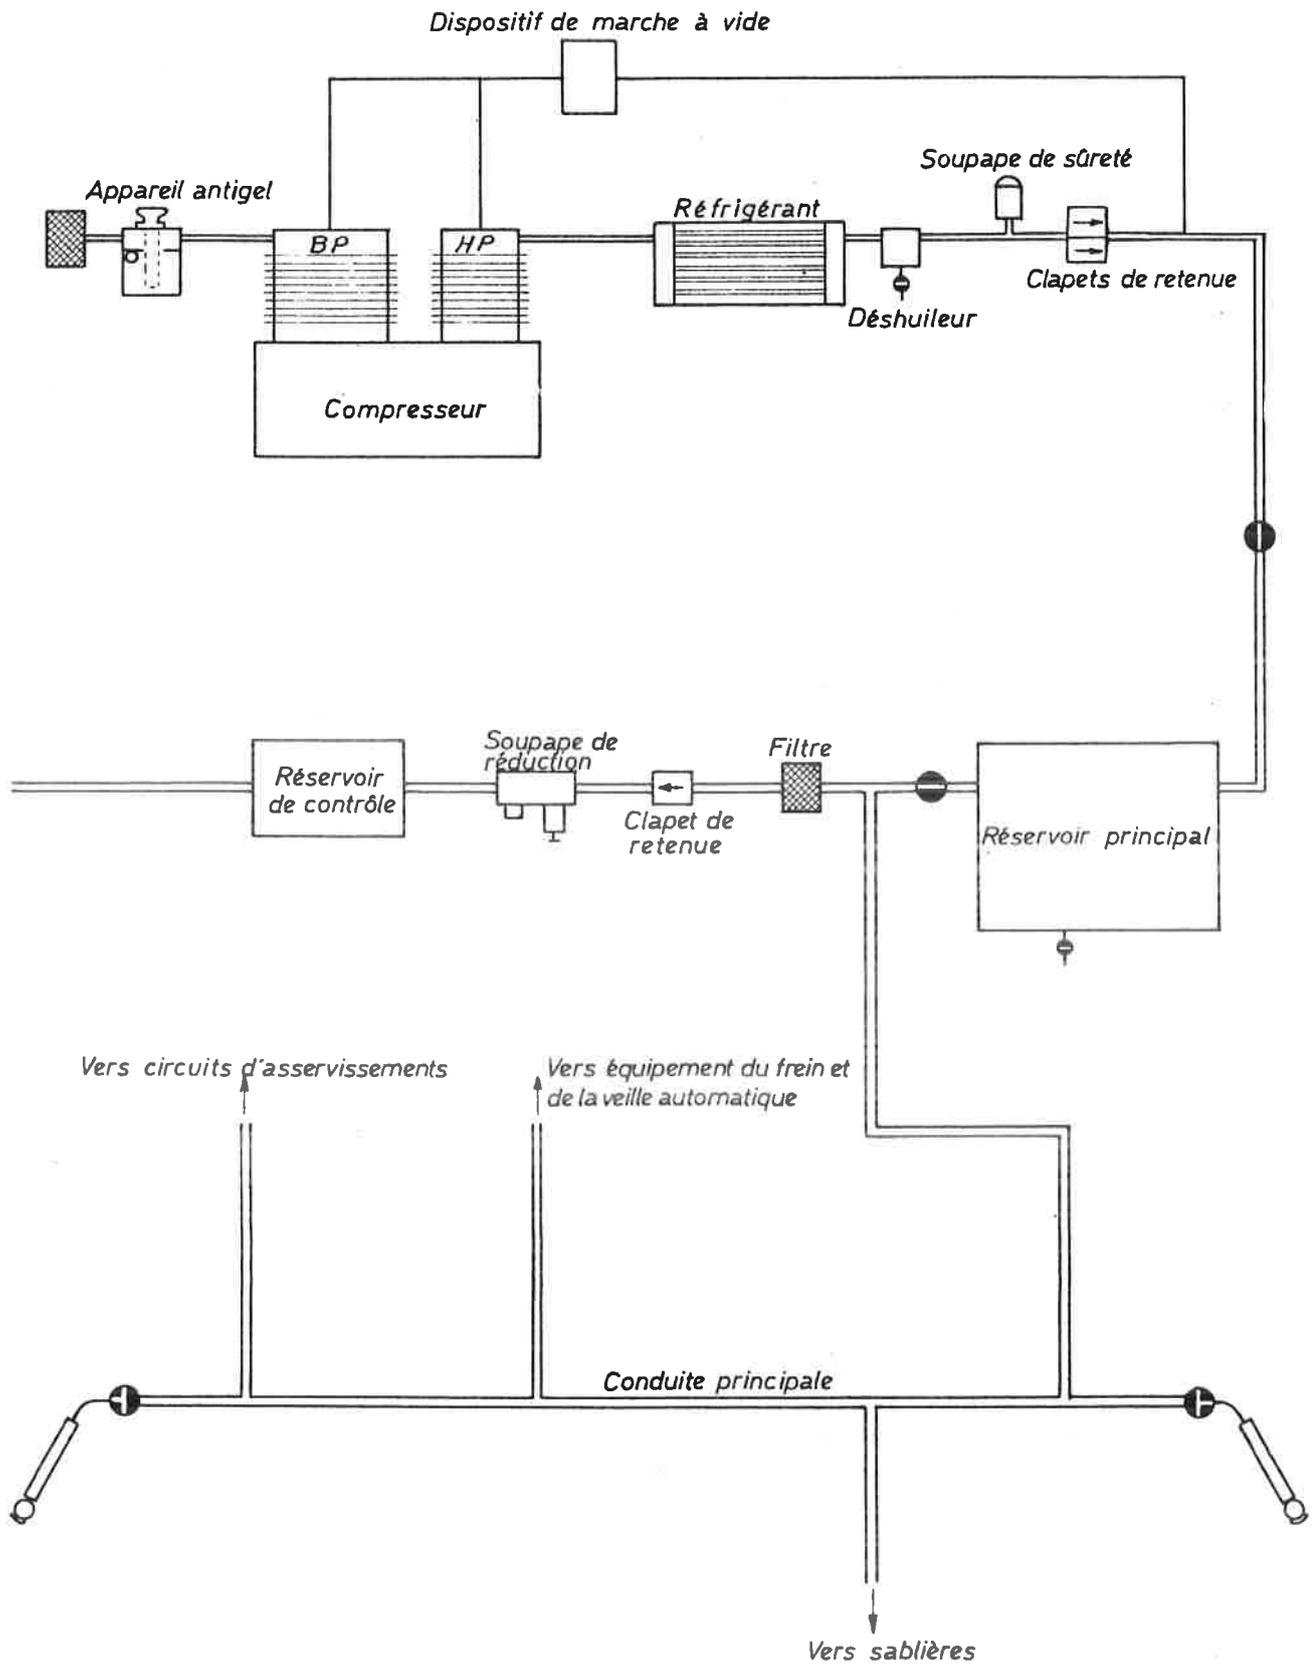 Dispositif de marche à vide
Soupape de sûreté
Appareil antigel
Réfrigérant
BP
HP
Clapets de retenue
Déshuileur
Compresseur
Soupape de
réduction
Filtre
Réservoir
de contrôle
Clapet de
retenue
Réservoir principal
Vers circuits d'asservissements
Vers équipement du frein et
de la veille automatique
Conduite principale
Vers sablières